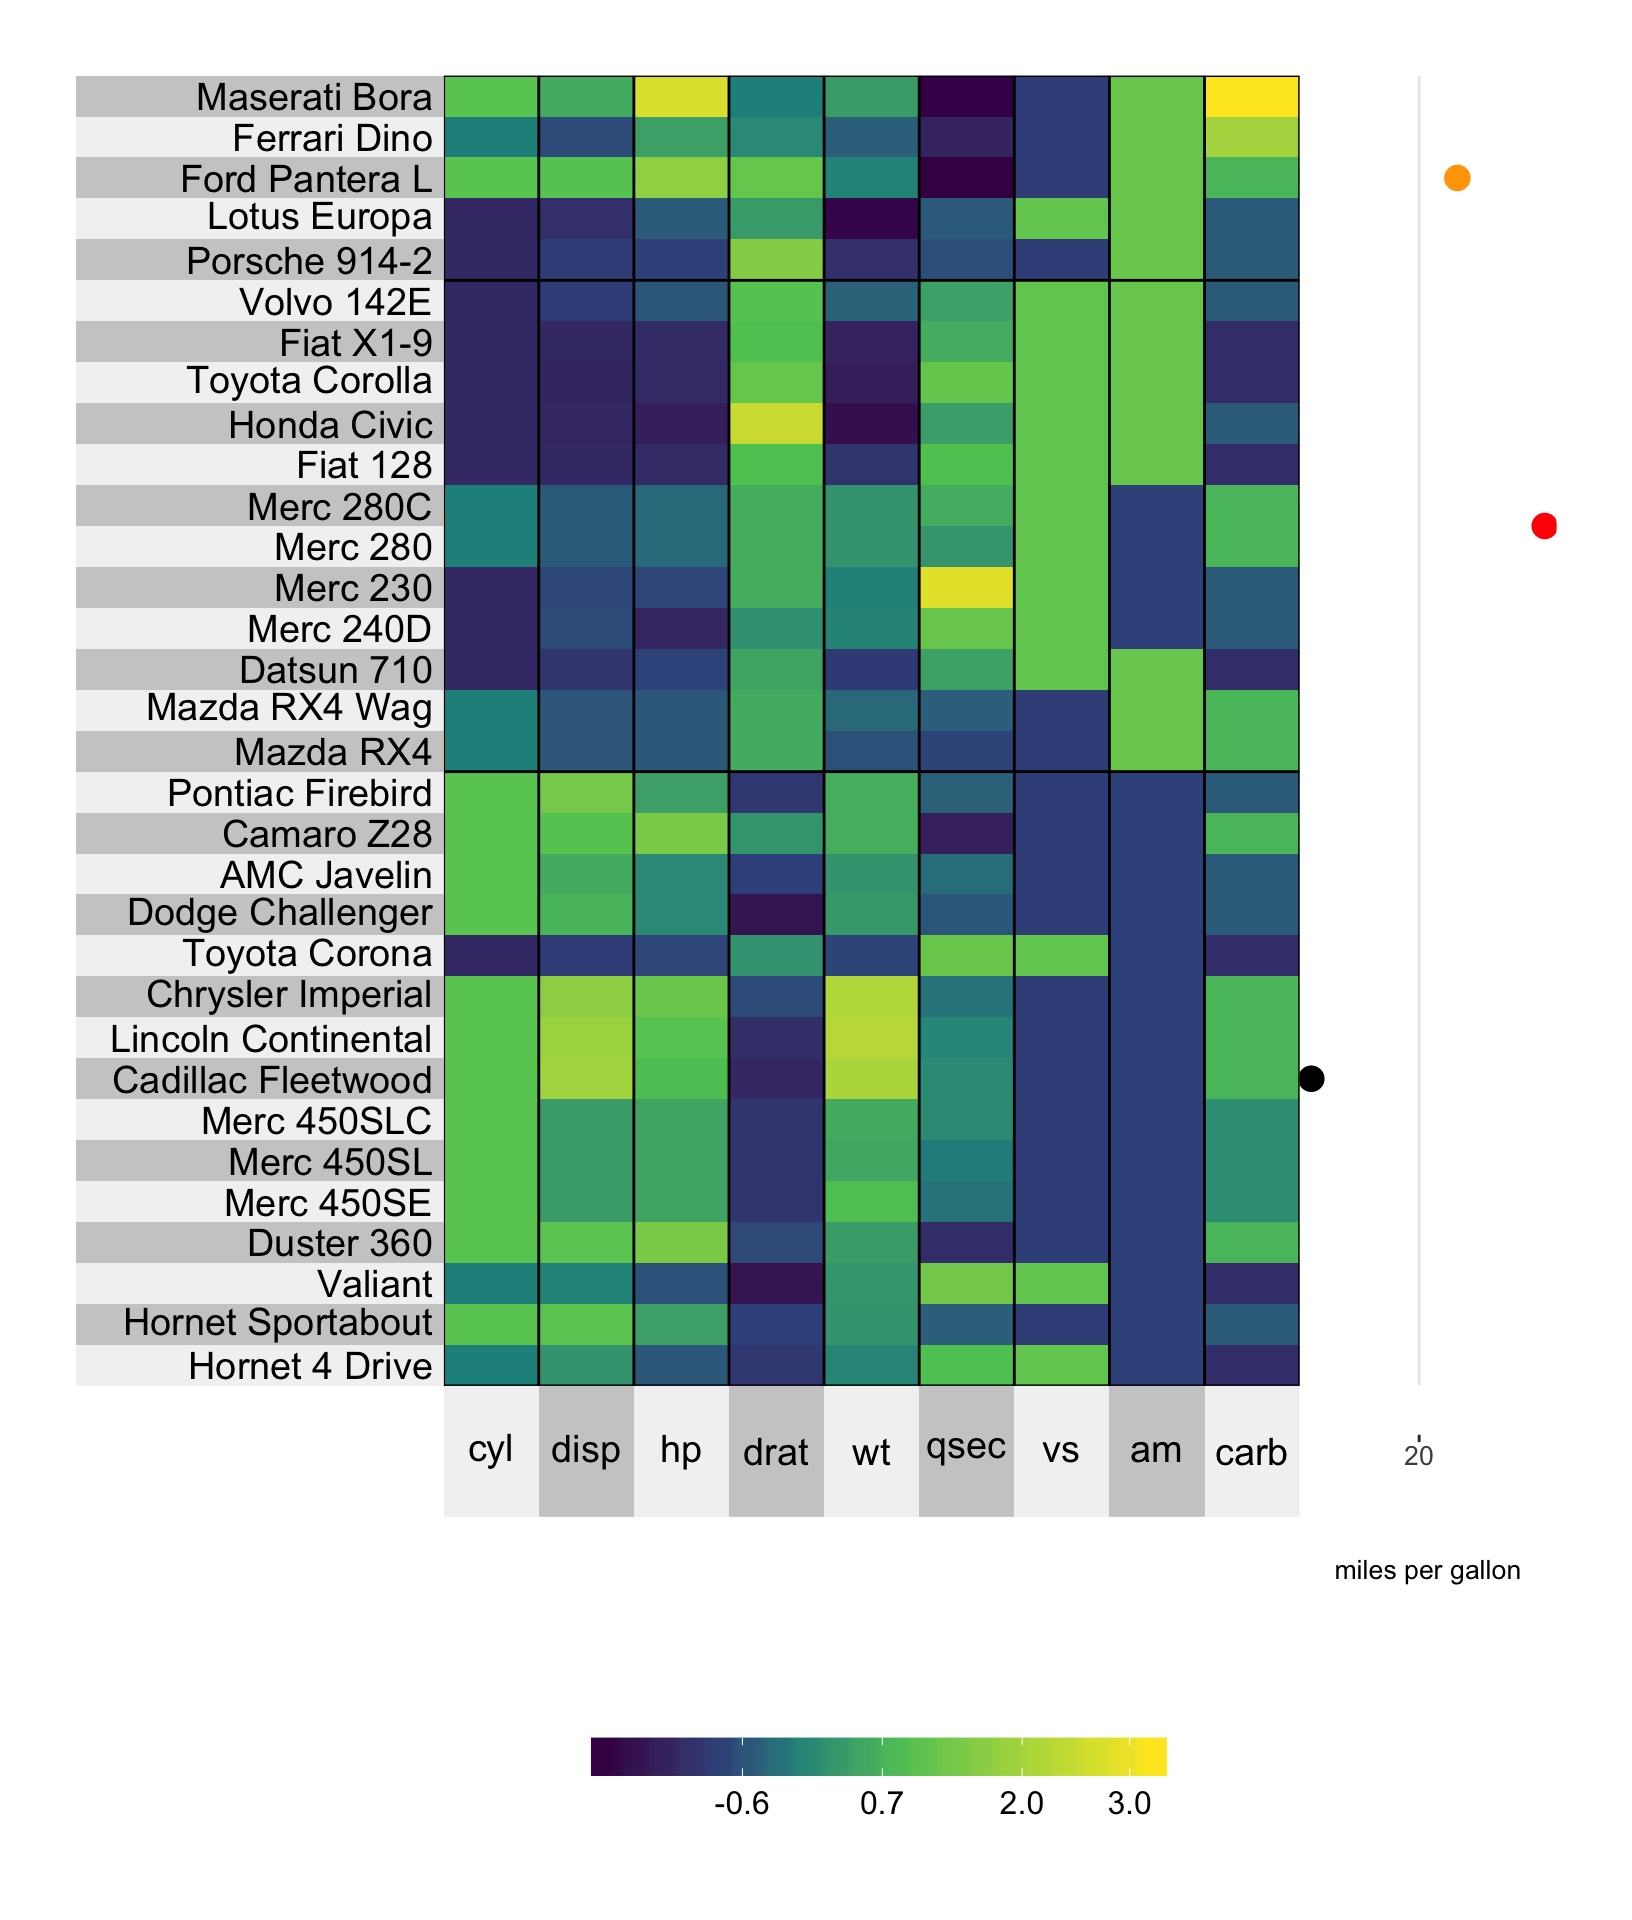 Maserati Bora
Ferrari Dino
Ford Pantera L
Lotus Europa
Porsche 914-2
Volvo 142E
Fiat X1-9
Toyota Corolla
Honda Civic
Fiat 128
Merc 280C
Merc 280
Merc 230
Merc 240D
Datsun 710
Mazda RX4 Wag
Mazda RX4
Pontiac Firebird
Camaro Z28
AMC Javelin
Dodge Challenger
Toyota Corona
Chrysler Imperial
Lincoln Continental
Cadillac Fleetwood
Merc 450SLC
Merc 450SL
Merc 450SE
Duster 360
Valiant
Hornet Sportabout
Hornet 4 Drive
cyl disp hp drat wt qsec vs am carb 20
miles per gallon
-0.6 0.7 2.0 3.0